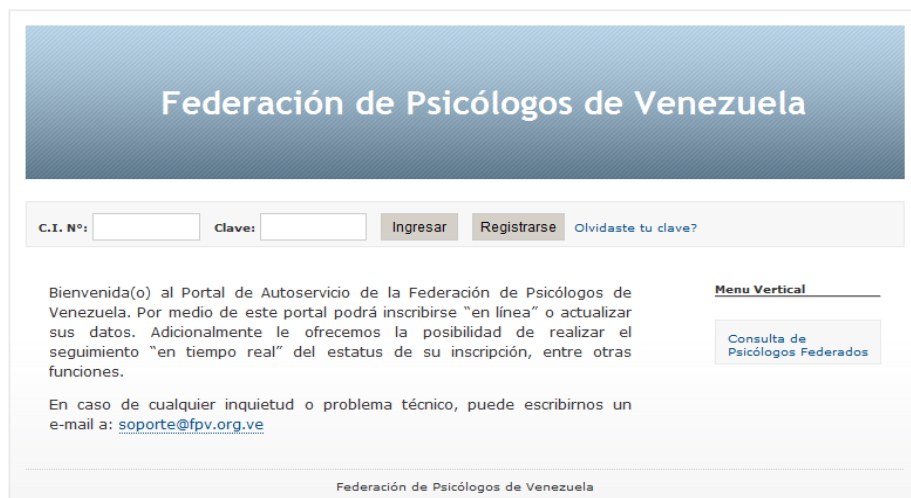 Federación de Psicólogos de Venezuela
C.I. Nº: Clave: Ingresar Registrarse Olvidaste tu clave?
Bienvenida(o) al Portal de Autoservicio de la Federación de Psicólogos de
Venezuela. Por medio de este portal podrá inscribirse "en línea" o actualizar
sus datos. Adicionalmente le ofrecemos la posibilidad de realizar el
seguimiento "en tiempo real" del estatus de su inscripción, entre otras
funciones.
En caso de cualquier inquietud o problema técnico, puede escribirnos un
e-mail a: soporte@fpv.org.ve
Menu Vertical
Consulta de
Psicólogos Federados
Federación de Psicólogos de Venezuela